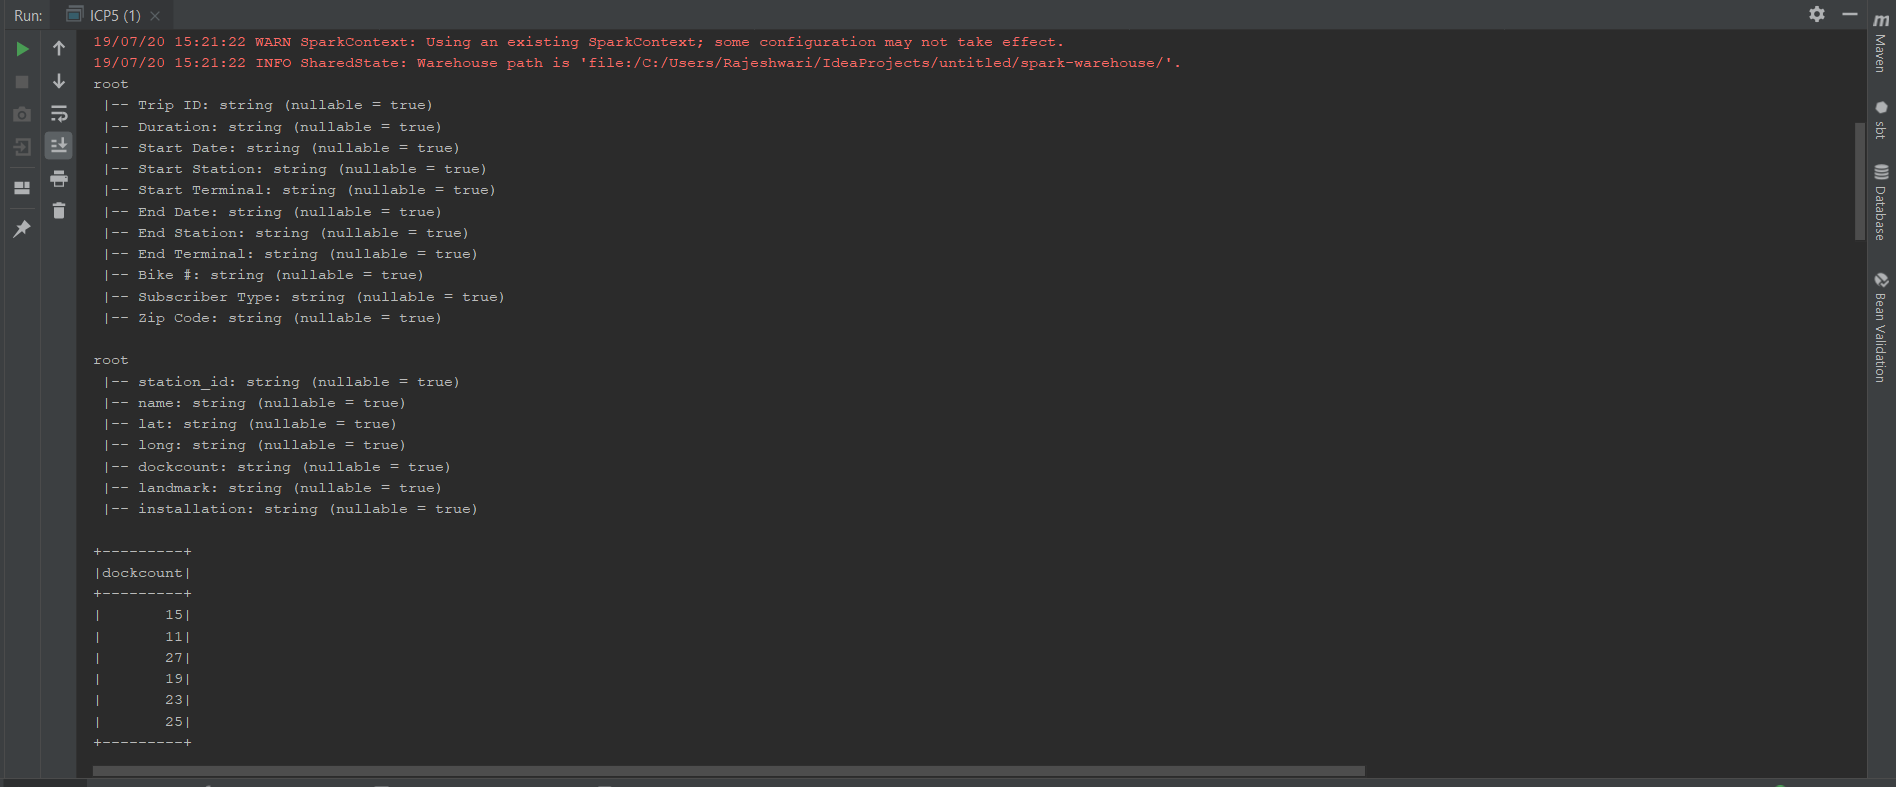 Run: ICP5 (1)
19/07/20 15:21:22 WARN SparkContext: Using an existing SparkContext; some configuration may not take effect.
19/07/20 15:21:22 INFO SharedState: Warehouse path is 'file:/C:/Users/Rajeshwari/IdeaProjects/untitled/spark-warehouse/'.
root
 |-- Trip ID: string (nullable = true)
 |-- Duration: string (nullable = true)
 |-- Start Date: string (nullable = true)
 |-- Start Station: string (nullable = true)
 |-- Start Terminal: string (nullable = true)
 |-- End Date: string (nullable = true)
 |-- End Station: string (nullable = true)
 |-- End Terminal: string (nullable = true)
 |-- Bike #: string (nullable = true)
 |-- Subscriber Type: string (nullable = true)
 |-- Zip Code: string (nullable = true)
root
 |-- station_id: string (nullable = true)
 |-- name: string (nullable = true)
 |-- lat: string (nullable = true)
 |-- long: string (nullable = true)
 |-- dockcount: string (nullable = true)
 |-- landmark: string (nullable = true)
 |-- installation: string (nullable = true)
+---------+
|dockcount|
+---------+
|       15|
|       11|
|       27|
|       19|
|       23|
|       25|
+---------+
m
Maven
sbt
Database
Bean Validation